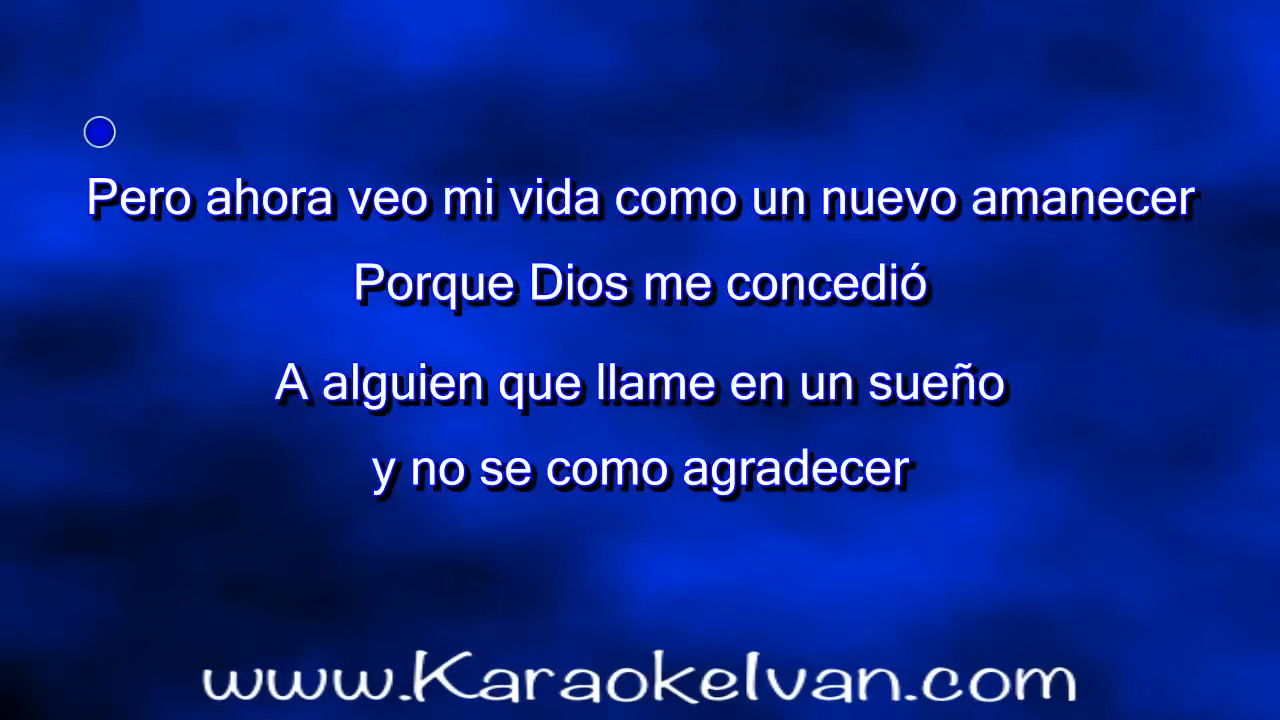 Pero ahora veo mi vida como un nuevo amanecer
Porque Dios me concedió
A alguien que llame en un sueño
y no se como agradecer
www.KaraokeIvan.com